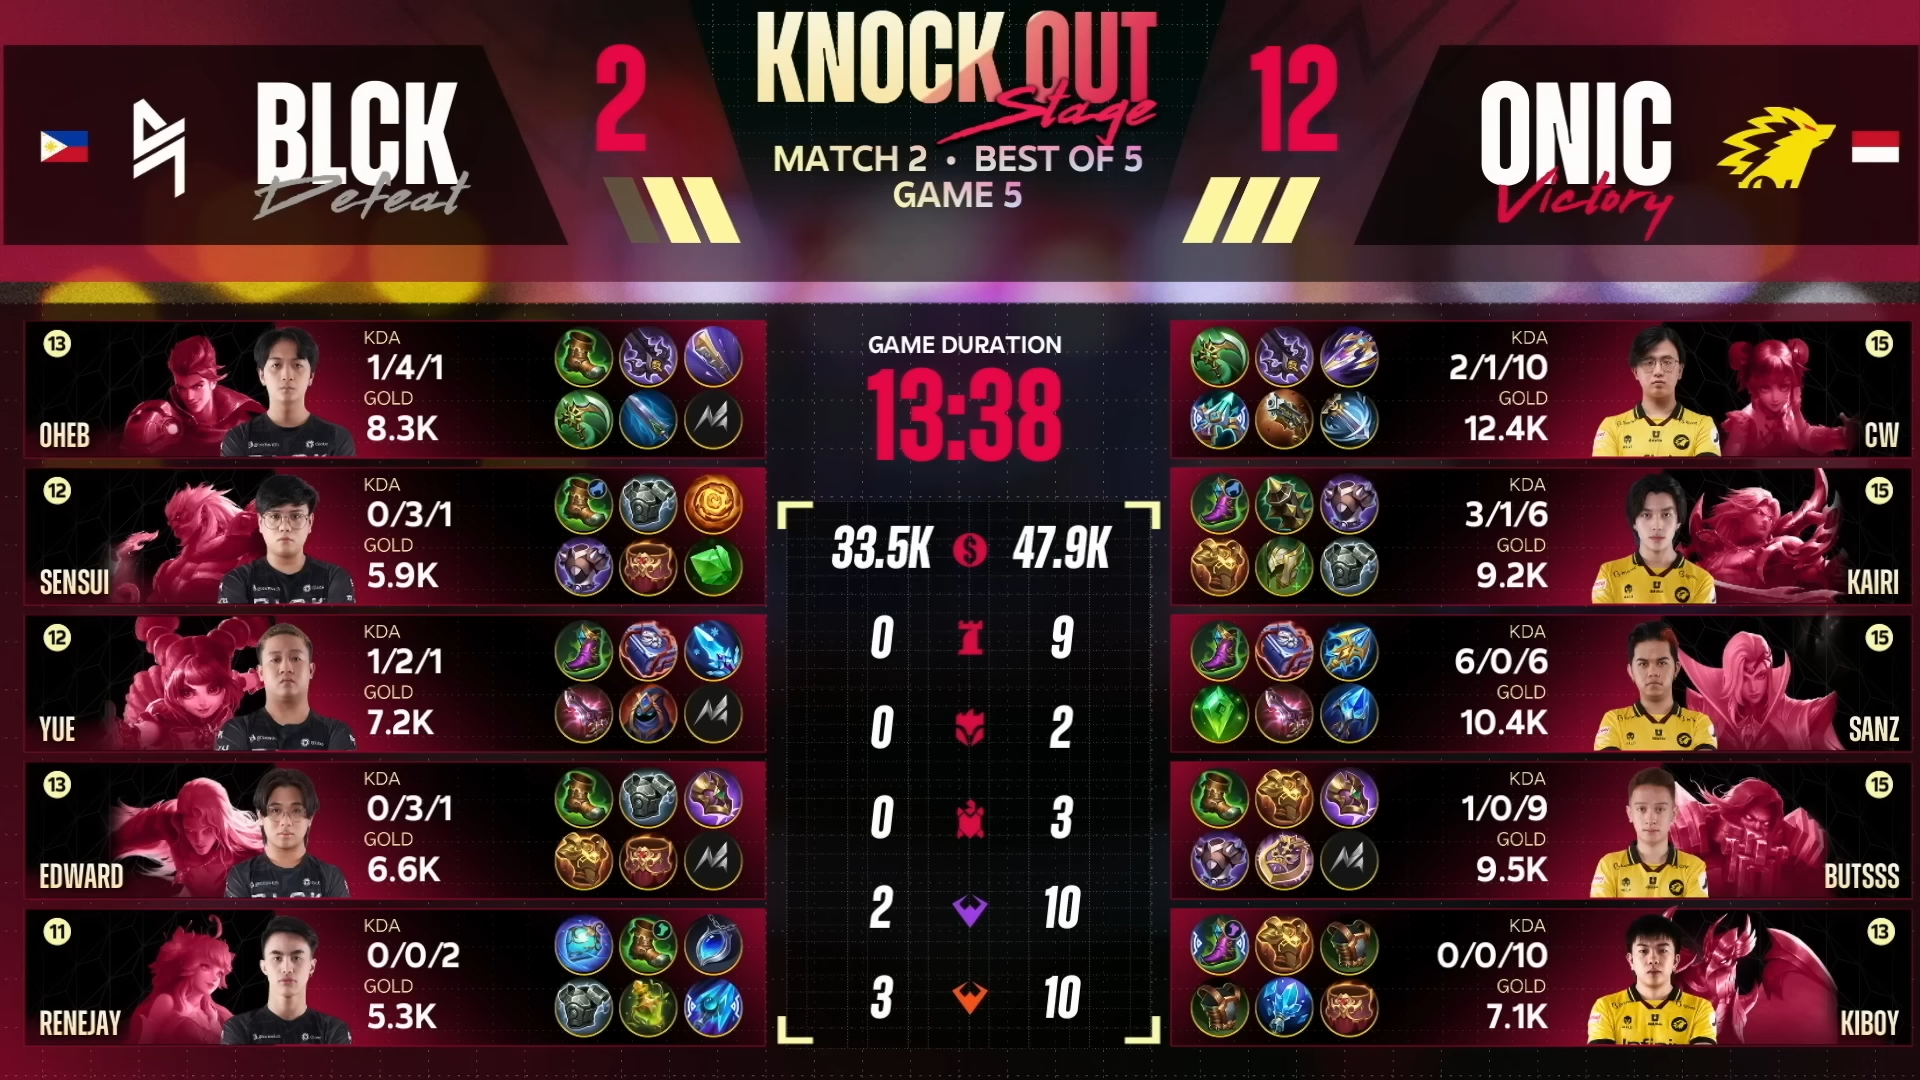 KNOCK OUT
Stage
MATCH 2 • BEST OF 5
GAME 5
BLCK
Defeat
2
12
ONIC
Victory
13
OHEB
KDA
1/4/1
GOLD
8.3K
12
SENSUI
KDA
0/3/1
GOLD
5.9K
12
YUE
KDA
1/2/1
GOLD
7.2K
13
EDWARD
KDA
0/3/1
GOLD
6.6K
11
RENEJAY
KDA
0/0/2
GOLD
5.3K
GAME DURATION
13:38
33.5K 47.9K
0 9
0 2
0 3
2 10
3 10
KDA
2/1/10
GOLD
12.4K
15
CW
KDA
3/1/6
GOLD
9.2K
15
KAIRI
KDA
6/0/6
GOLD
10.4K
15
SANZ
KDA
1/0/9
GOLD
9.5K
15
BUTSSS
KDA
0/0/10
GOLD
7.1K
13
KIBOY